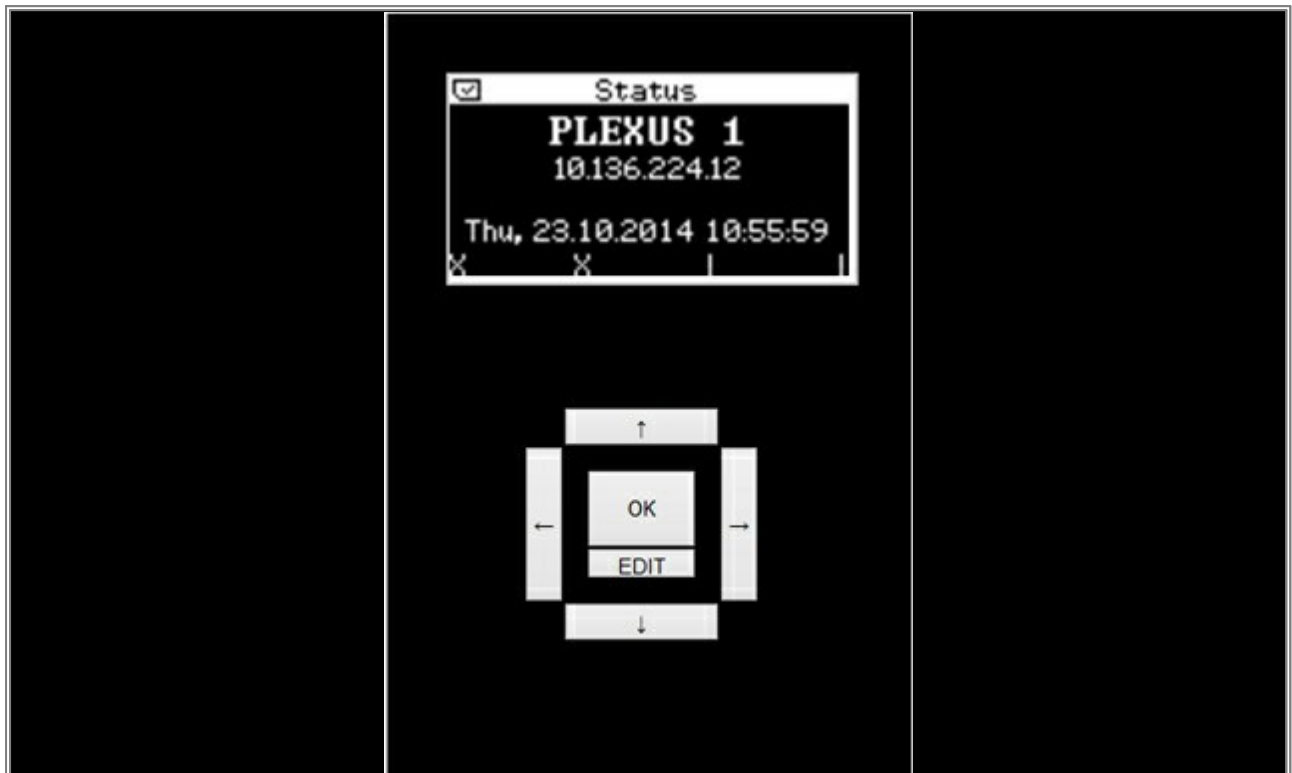 Status
PLEXUS 1
10.136.224.12
Thu, 23.10.2014 10:55:59
X X | |
↑
OK
← →
EDIT
↓